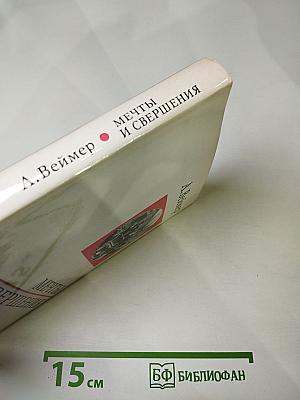 Л. Веймер
МЕЧТЫ
И СВЕРШЕНИЯ
15 см
БФ БИБЛИОФАН